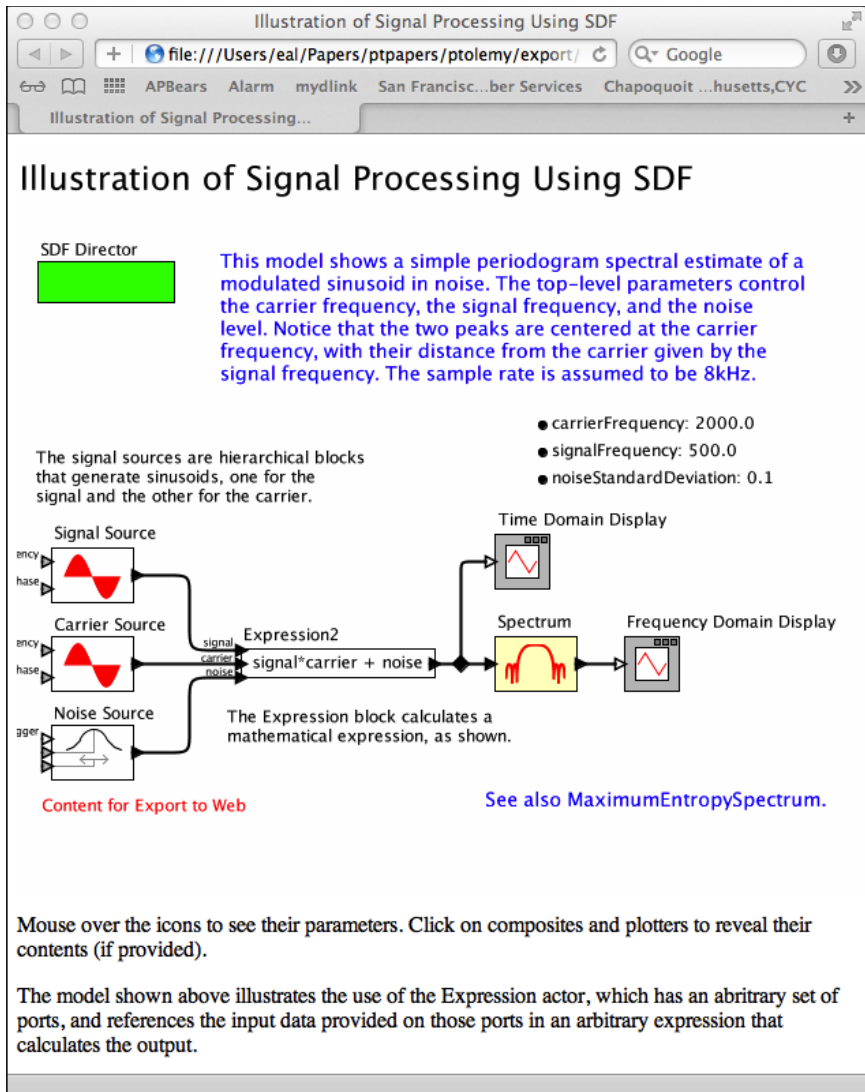 Illustration of Signal Processing Using SDF
file:///Users/eal/Papers/ptpapers/ptolemy/export/
Google
APBears
Alarm
mydlink
San Francisc...ber Services
Chapoquoit ...husetts,CYC
Illustration of Signal Processing...
Illustration of Signal Processing Using SDF
SDF Director
This model shows a simple periodogram spectral estimate of a
modulated sinusoid in noise. The top-level parameters control
the carrier frequency, the signal frequency, and the noise
level. Notice that the two peaks are centered at the carrier
frequency, with their distance from the carrier given by the
signal frequency. The sample rate is assumed to be 8kHz.
carrierFrequency: 2000.0
signalFrequency: 500.0
noiseStandardDeviation: 0.1
The signal sources are hierarchical blocks
that generate sinusoids, one for the
signal and the other for the carrier.
Signal Source
ency
hase
Carrier Source
ency
hase
Noise Source
gger
signal
carrier
noise
Expression2
signal*carrier + noise
The Expression block calculates a
mathematical expression, as shown.
Time Domain Display
Spectrum
Frequency Domain Display
Content for Export to Web
See also MaximumEntropySpectrum.
Mouse over the icons to see their parameters. Click on composites and plotters to reveal their
contents (if provided).
The model shown above illustrates the use of the Expression actor, which has an abritrary set of
ports, and references the input data provided on those ports in an arbitrary expression that
calculates the output.